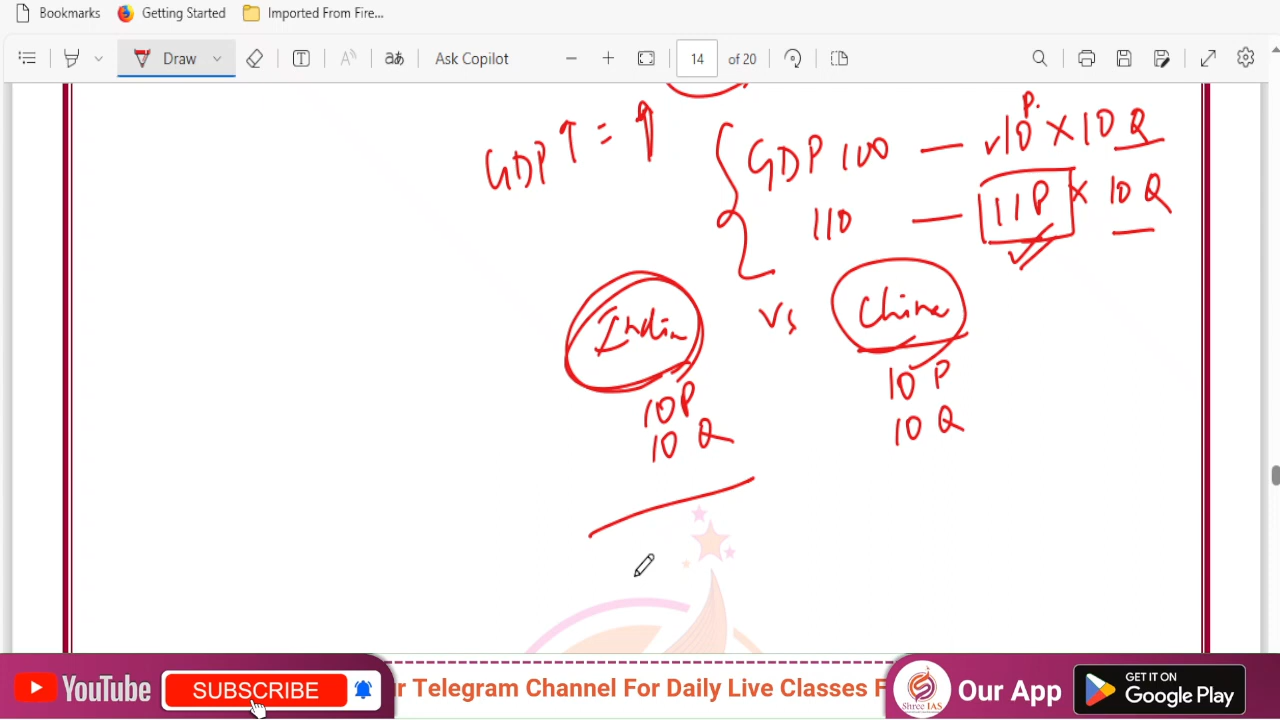 Bookmarks Getting Started Imported From Fire...
Draw Ask Copilot 14 of 20
GDP ↑ = ↑
GDP 100 — 10 P. × 10 Q
110 — 11 P × 10 Q
India vs China
10 P
10 Q
10 P
10 Q
YouTube SUBSCRIBE
r Telegram Channel For Daily Live Classes F
Shree IAS
Our App
GET IT ON
Google Play